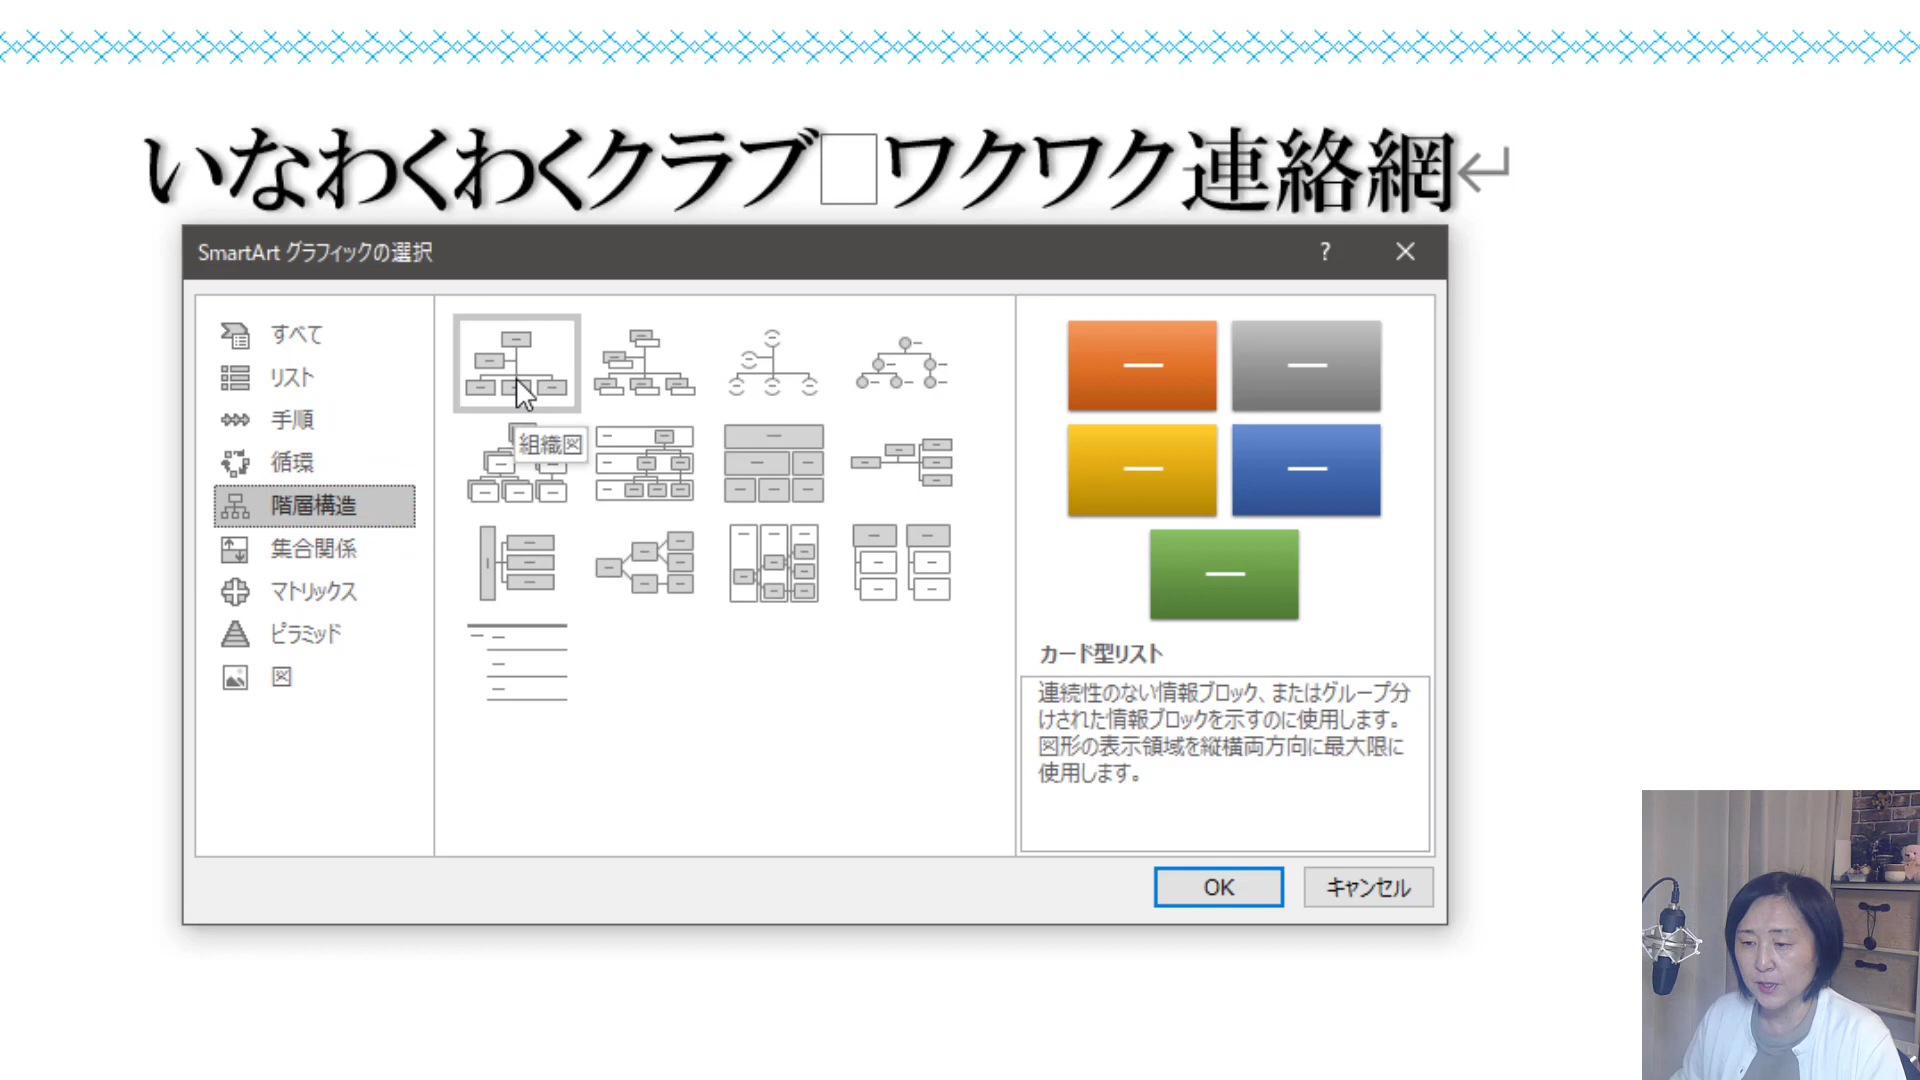 いなわくわくクラブ□ワクワク連絡網↵
SmartArt グラフィックの選択
?
すべて
リスト
手順
循環
階層構造
集合関係
マトリックス
ピラミッド
図
組織図
カード型リスト
連続性のない情報ブロック、またはグループ分
けされた情報ブロックを示すのに使用します。
図形の表示領域を縦横両方向に最大限に
使用します。
OK
キャンセル